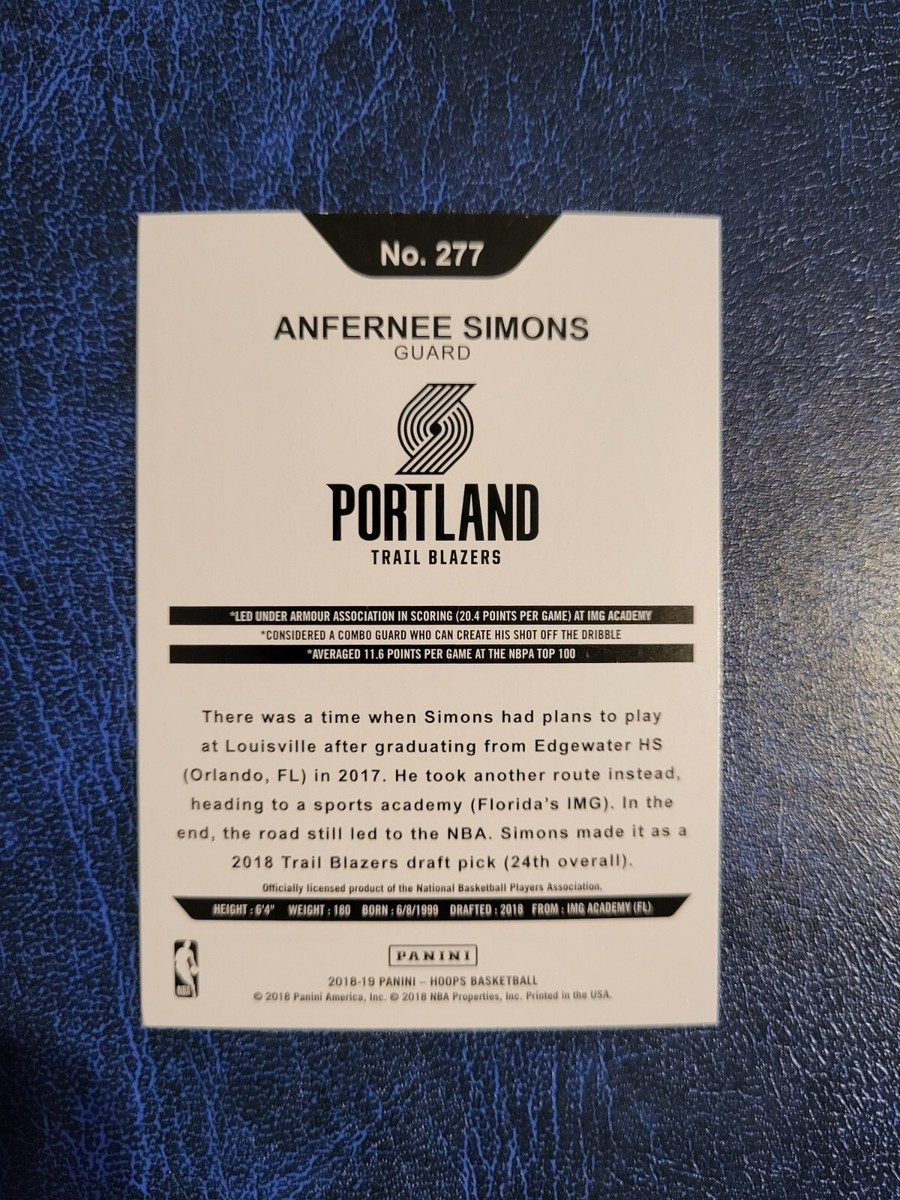 No. 277
ANFERNEE SIMONS
GUARD
PORTLAND
TRAIL BLAZERS
*LED UNDER ARMOUR ASSOCIATION IN SCORING (20.4 POINTS PER GAME) AT IMG ACADEMY
*CONSIDERED A COMBO GUARD WHO CAN CREATE HIS SHOT OFF THE DRIBBLE
*AVERAGED 11.6 POINTS PER GAME AT THE NBPA TOP 100
There was a time when Simons had plans to play
at Louisville after graduating from Edgewater HS
(Orlando, FL) in 2017. He took another route instead,
heading to a sports academy (Florida's IMG). In the
end, the road still led to the NBA. Simons made it as a
2018 Trail Blazers draft pick (24th overall).
Officially licensed product of the National Basketball Players Association.
HEIGHT : 6'4" WEIGHT : 180 BORN : 6/8/1999 DRAFTED : 2018 FROM : IMG ACADEMY (FL)
NBA
PANINI
2018-19 PANINI – HOOPS BASKETBALL
© 2018 Panini America, Inc. © 2018 NBA Properties, Inc. Printed in the USA.